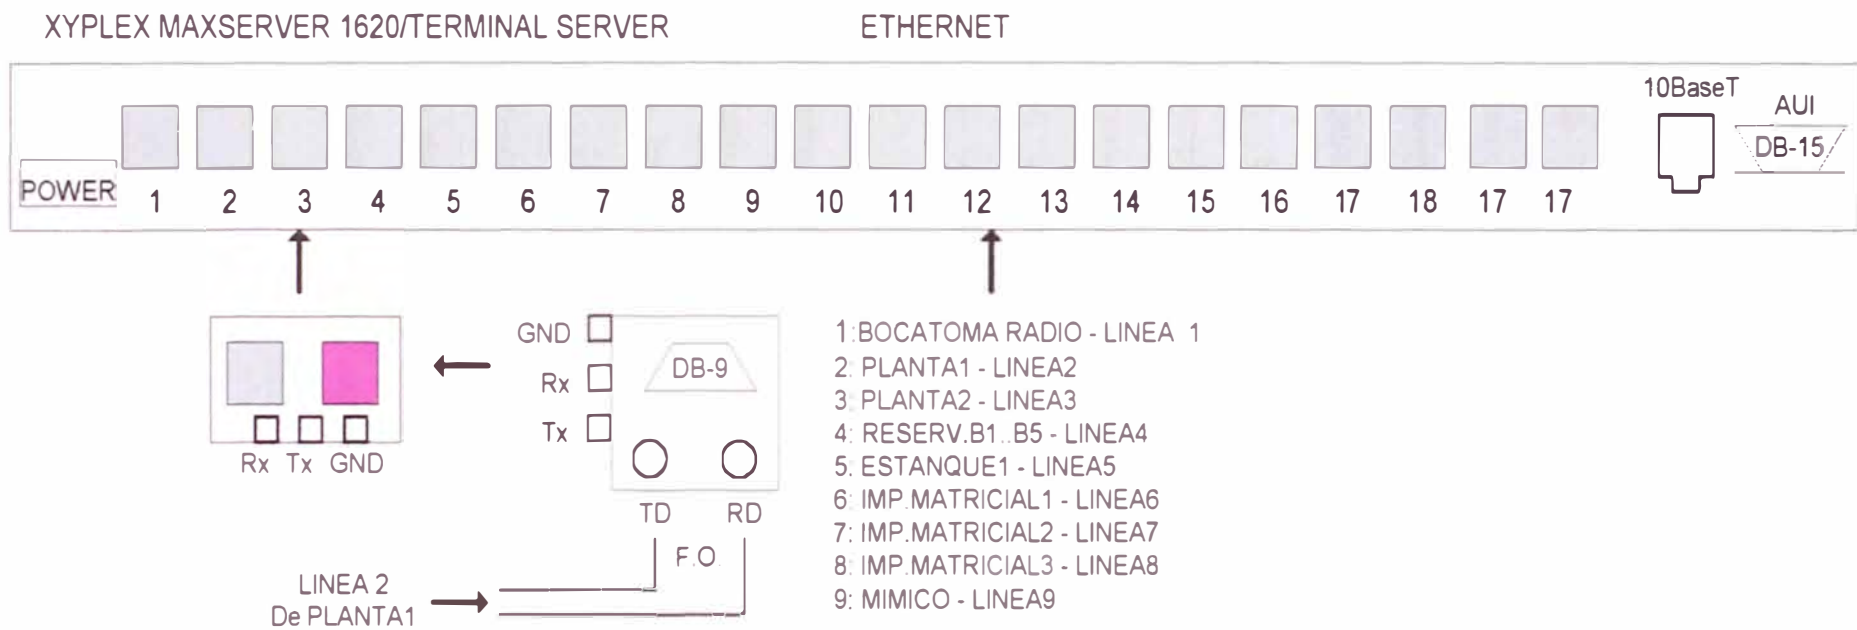 XYPLEX MAXSERVER 1620/TERMINAL SERVER ETHERNET
10BaseT
AUI
DB-15
POWER
1 2 3 4 5 6 7 8 9 10 11 12 13 14 15 16 17 18 17 17
GND
Rx
Tx
DB-9
Rx Tx GND
TD RD
F.O.
LINEA 2
De PLANTA1
1:BOCATOMA RADIO - LINEA 1
2: PLANTA1 - LINEA2
3: PLANTA2 - LINEA3
4: RESERV.B1..B5 - LINEA4
5: ESTANQUE1 - LINEA5
6: IMP.MATRICIAL1 - LINEA6
7: IMP.MATRICIAL2 - LINEA7
8: IMP.MATRICIAL3 - LINEA8
9: MIMICO - LINEA9